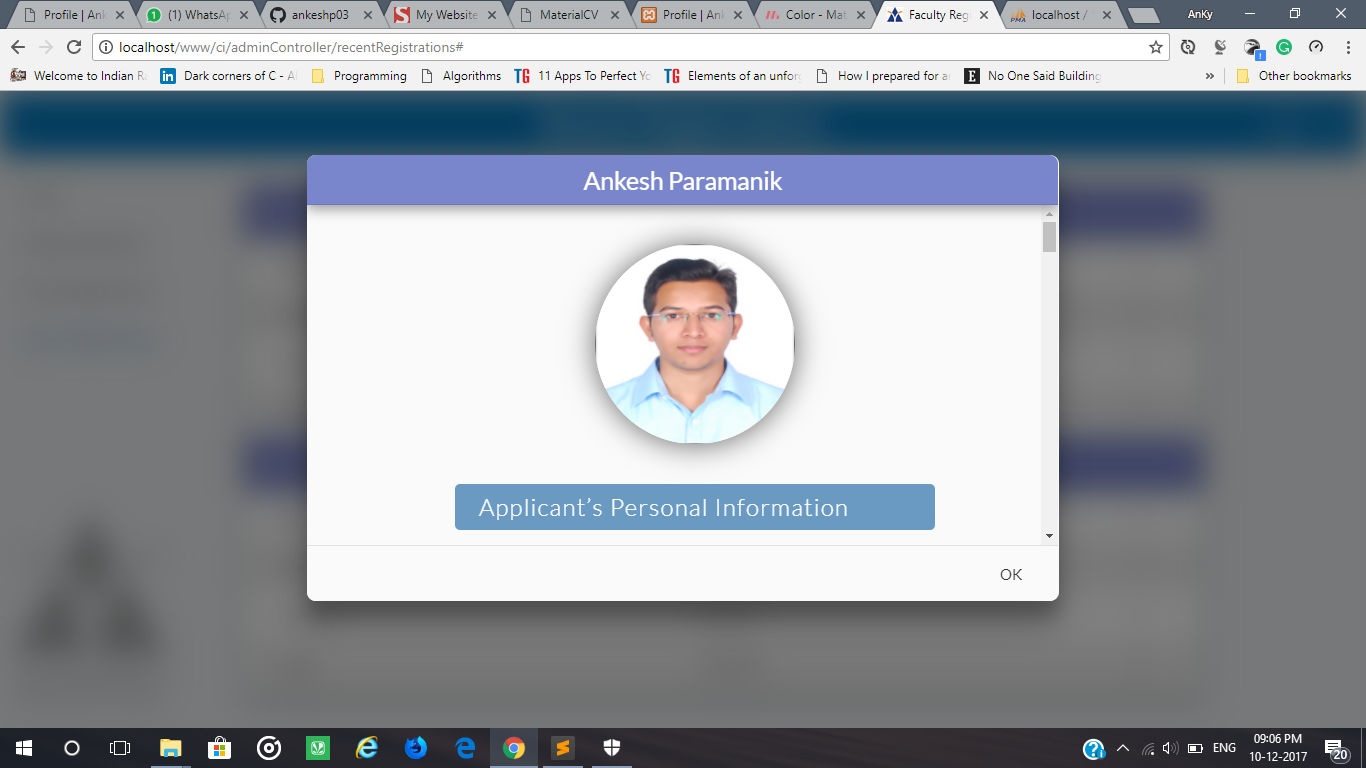 Profile | Ank
(1) WhatsAp
ankeshp03
My Website
MaterialCV
Profile | Ank
Color - Mat
Faculty Regi
localhost /
AnKy
localhost/www/ci/adminController/recentRegistrations#
Welcome to Indian Ra
Dark corners of C - A
Programming
Algorithms
TG 11 Apps To Perfect Yo
TG Elements of an unforg
How I prepared for an
E No One Said Building
» Other bookmarks
Ankesh Paramanik
Applicant’s Personal Information
OK
ENG
09:06 PM
10-12-2017
20